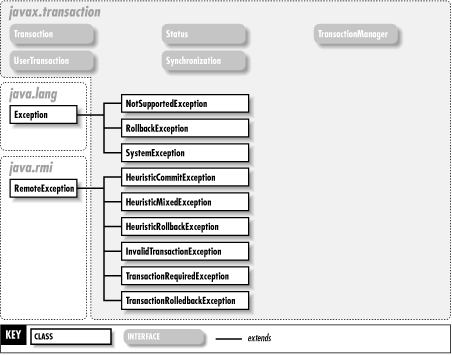 javax.transaction
Transaction
Status
TransactionManager
UserTransaction
Synchronization
java.lang
Exception
NotSupportedException
RollbackException
SystemException
java.rmi
RemoteException
HeuristicCommitException
HeuristicMixedException
HeuristicRollbackException
InvalidTransactionException
TransactionRequiredException
TransactionRolledbackException
KEY
CLASS
INTERFACE
extends